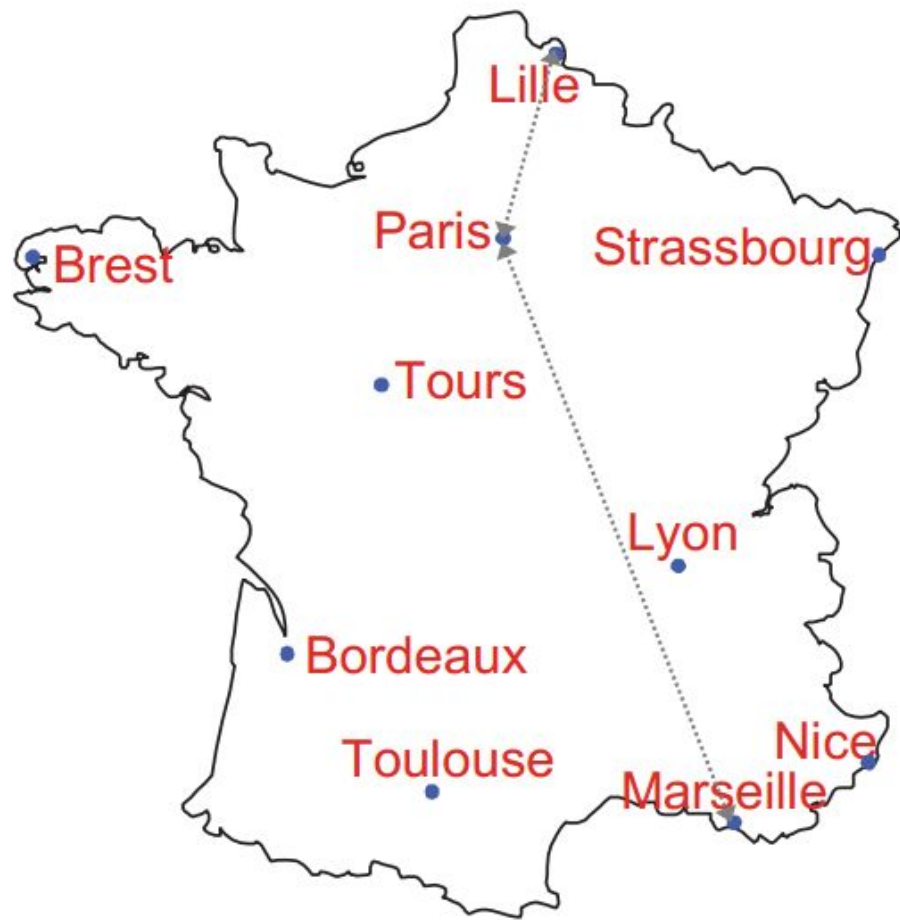 Lille
Paris
Strassbourg
Brest
Tours
Lyon
Bordeaux
Nice
Toulouse
Marseille